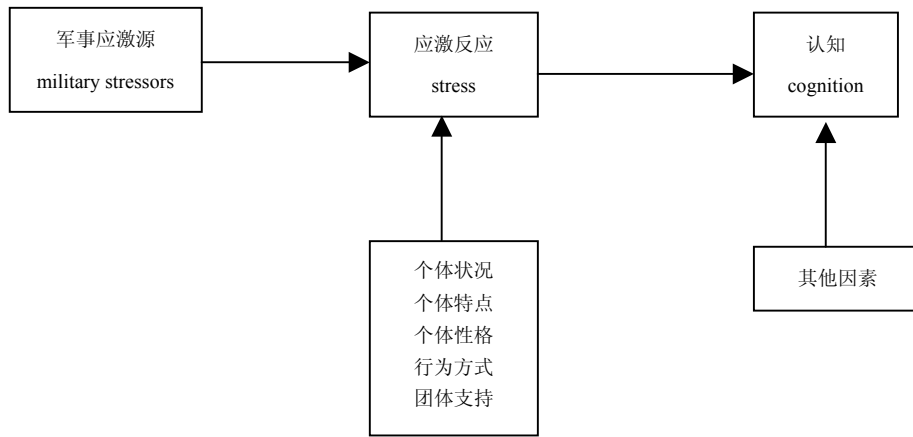 军事应激源
military stressors
应激反应
stress
认知
cognition
个体状况
个体特点
个体性格
行为方式
团体支持
其他因素